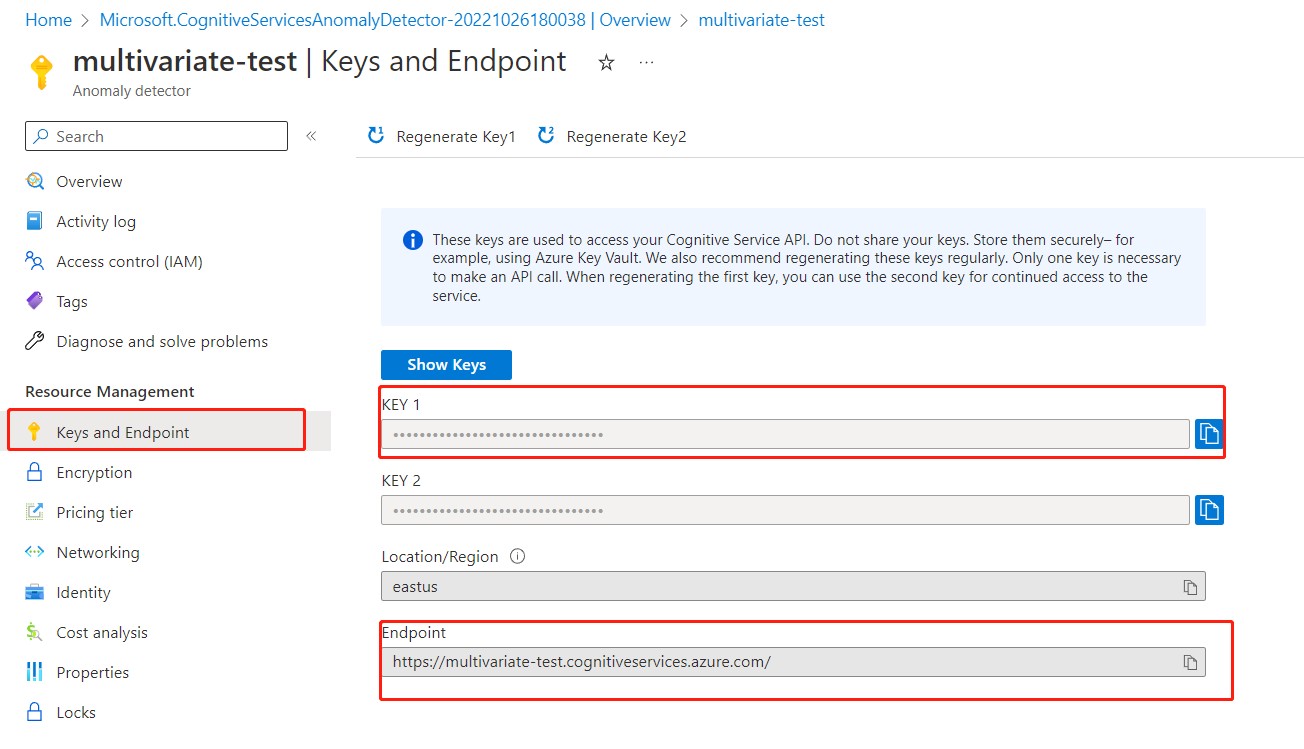 Home > Microsoft.CognitiveServicesAnomalyDetector-20221026180038 | Overview > multivariate-test
multivariate-test | Keys and Endpoint
Anomaly detector
Search
Regenerate Key1
Regenerate Key2
Overview
Activity log
Access control (IAM)
Tags
Diagnose and solve problems
Resource Management
Keys and Endpoint
Encryption
Pricing tier
Networking
Identity
Cost analysis
Properties
Locks
These keys are used to access your Cognitive Service API. Do not share your keys. Store them securely– for
example, using Azure Key Vault. We also recommend regenerating these keys regularly. Only one key is necessary
to make an API call. When regenerating the first key, you can use the second key for continued access to the
service.
Show Keys
KEY 1
••••••••••••••••••••••••••••••••
KEY 2
••••••••••••••••••••••••••••••••
Location/Region
eastus
Endpoint
https://multivariate-test.cognitiveservices.azure.com/